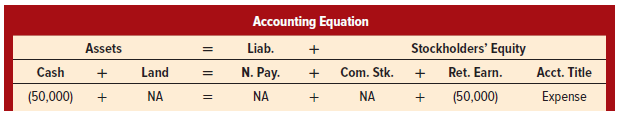 Accounting Equation
Assets = Liab. + Stockholders' Equity
Cash + Land = N. Pay. + Com. Stk. + Ret. Earn. Acct. Title
(50,000) + NA = NA + NA + (50,000) Expense